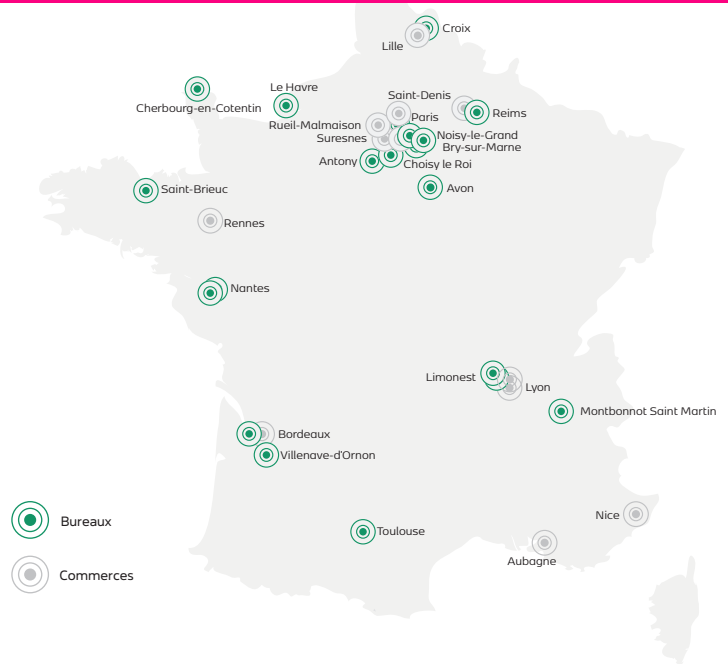 Croix
Lille
Le Havre
Cherbourg-en-Cotentin
Saint-Denis
Reims
Paris
Rueil-Malmaison
Noisy-le-Grand
Suresnes
Bry-sur-Marne
Antony
Choisy le Roi
Saint-Brieuc
Avon
Rennes
Nantes
Limonest
Lyon
Montbonnot Saint Martin
Bordeaux
Villenave-d'Ornon
Nice
Bureaux
Toulouse
Aubagne
Commerces